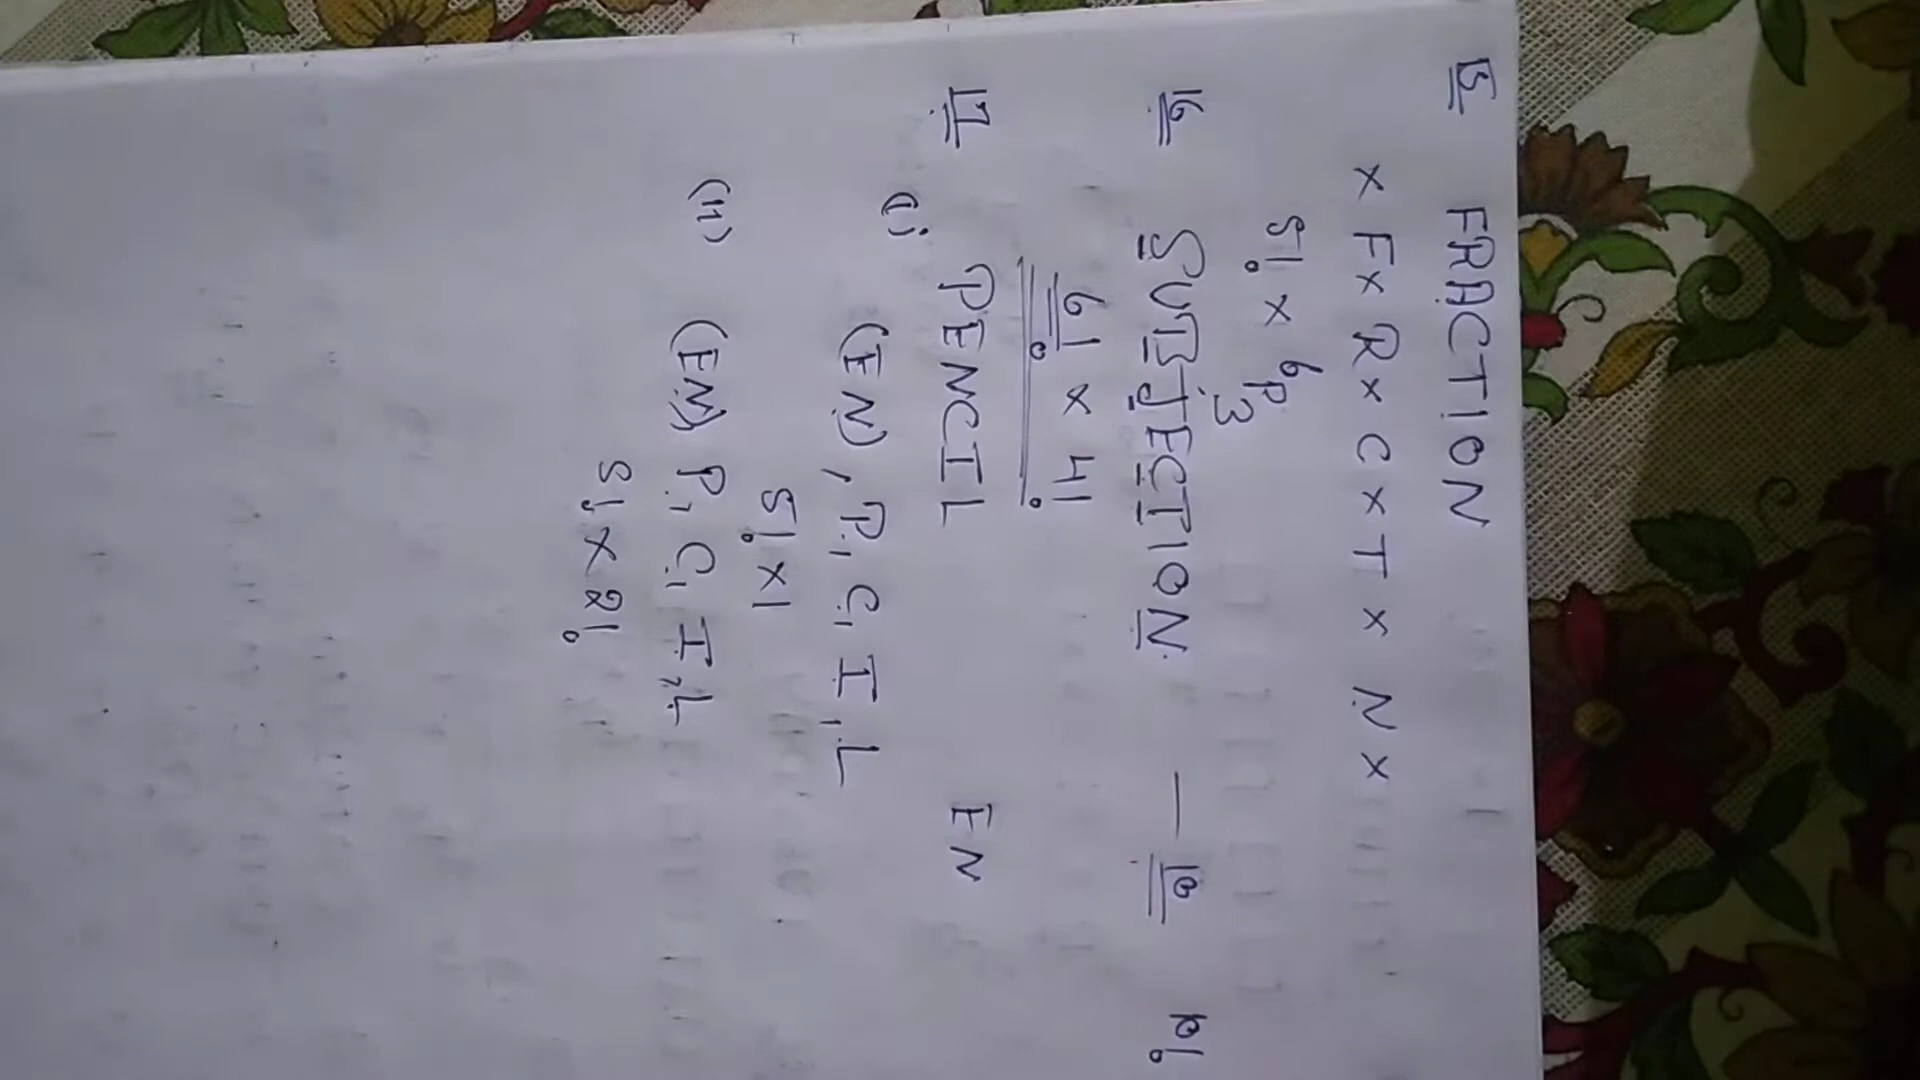 15 FRACTION
× F × R × C × T × N ×
5! × 6P3
16 SUBJECTION — 10 10!
6! × 4!
17 (i) PENCIL EN
(EN), P, C, I, L
5! × 1
(ii) (EN) P, C, I, L
5! × 2!